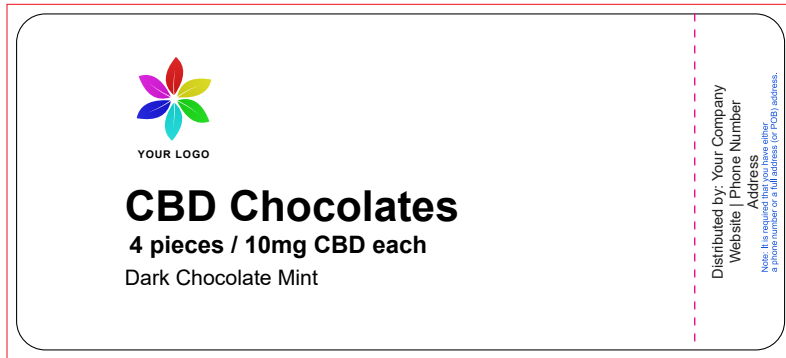 YOUR LOGO
CBD Chocolates
4 pieces / 10mg CBD each
Dark Chocolate Mint
Distributed by: Your Company
Website | Phone Number
Address
Note: It is required that you have either
a phone number or a full address (or POB) address.